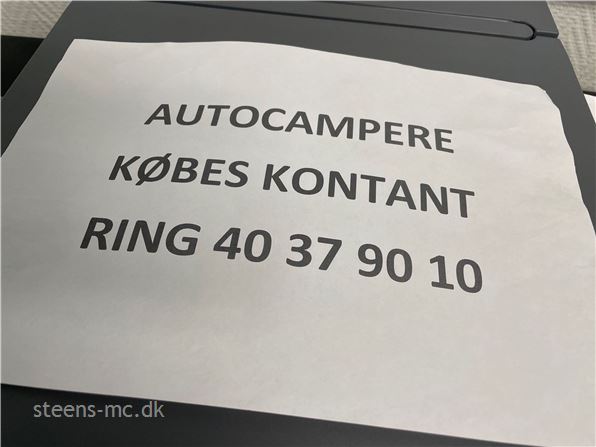 AUTOCAMPERE
KØBES KONTANT
RING 40 37 90 10
steens-mc.dk